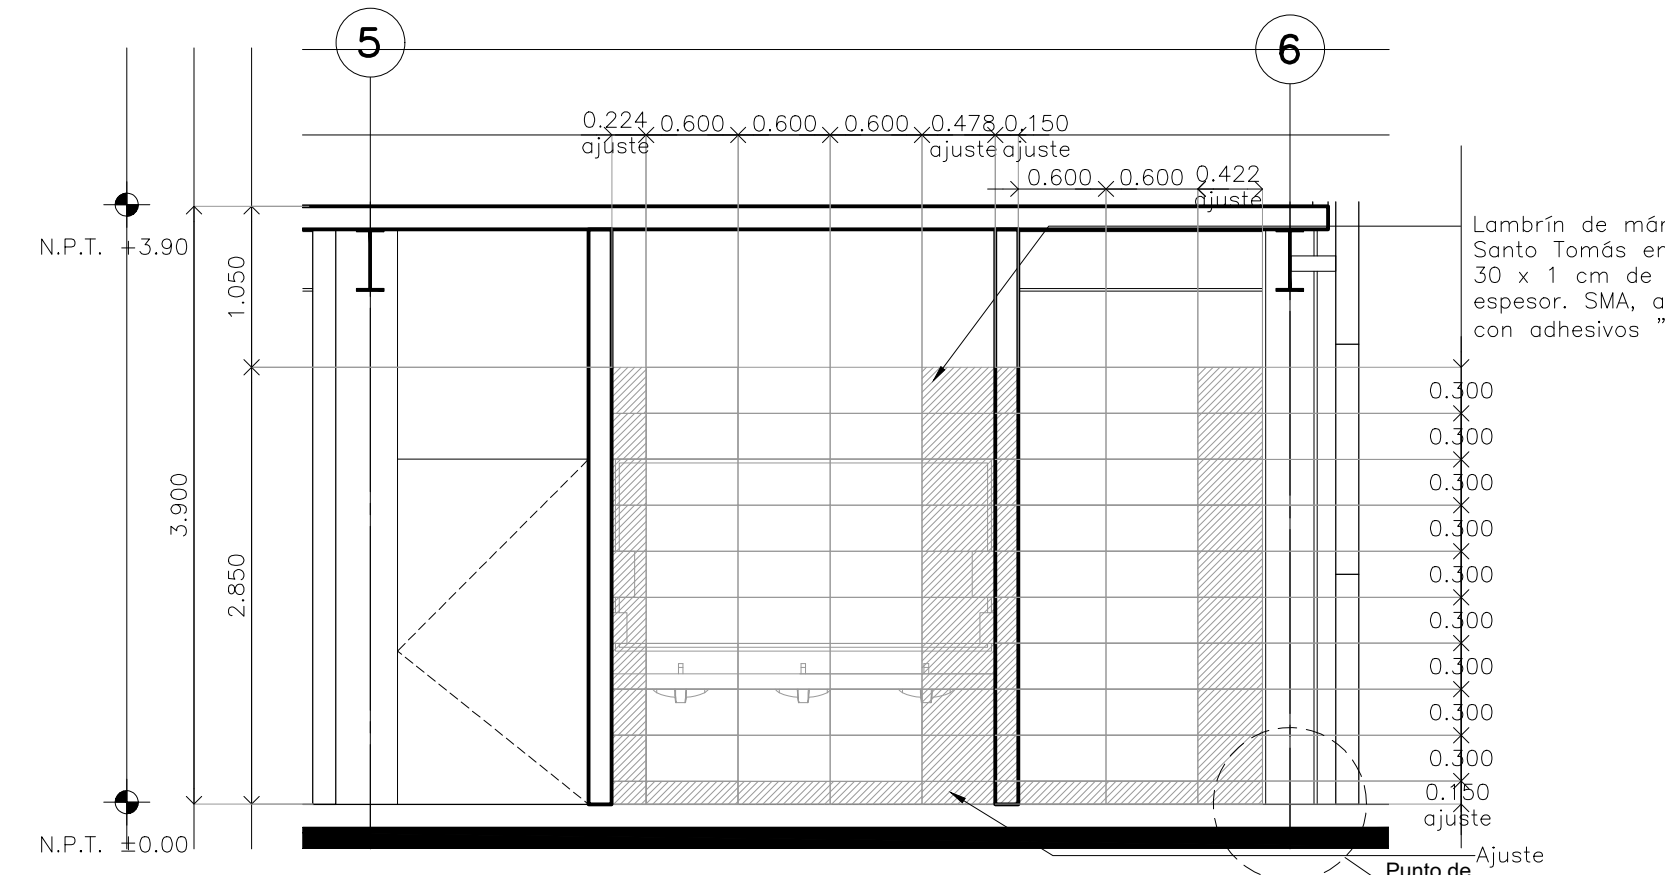 5
6
0.224 0.600 0.600 0.600 0.478 0.150
ajuste ajuste ajuste
0.600 0.600 0.422
ajuste
N.P.T. +3.90
1.050
3.900
2.850
N.P.T. ±0.00
Lambrín de már
Santo Tomás en
30 x 1 cm de
espesor. SMA, a
con adhesivos "
0.300
0.300
0.300
0.300
0.300
0.300
0.300
0.300
0.300
0.150
ajuste
Ajuste
Punto de